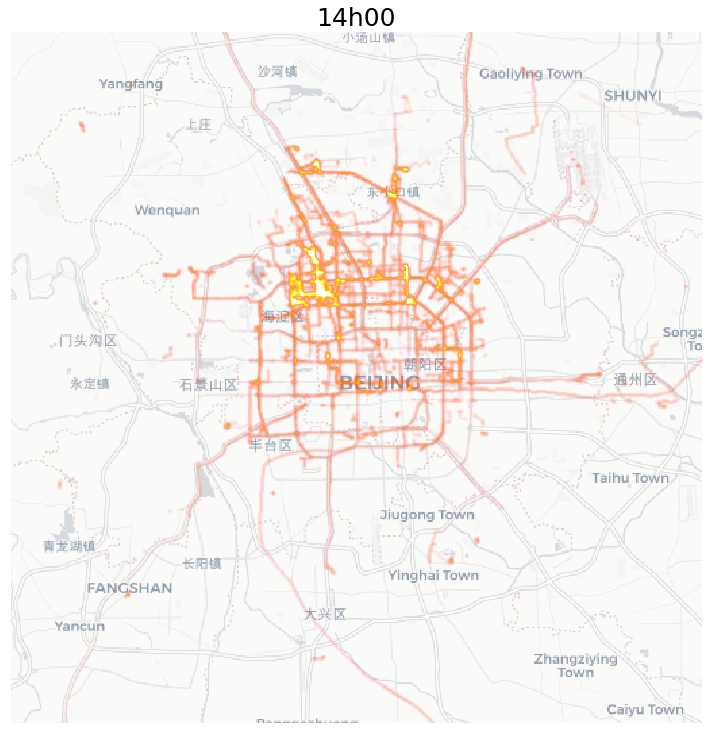 14h00
小汤山镇
沙河镇
Gaoliying Town
Yangfang
SHUNYI
上庄
东小口镇
Wenquan
海淀区
门头沟区
Songz
To
朝阳区
永定镇
石景山区
BEIJING
通州区
丰台区
Taihu Town
Jiugong Town
青龙湖镇
长阳镇
Yinghai Town
FANGSHAN
大兴区
Yancun
Zhangziying
Town
Caiyu Town